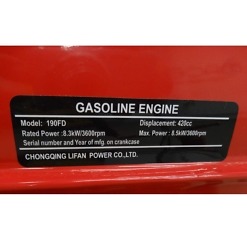 GASOLINE ENGINE
Model: 190FD Displacement: 420cc
Rated Power :8.3kW/3600rpm Max. Power : 8.5kW/3600rpm
Serial number and Year of mfg. on crankcase
CHONGQING LIFAN POWER CO.,LTD.